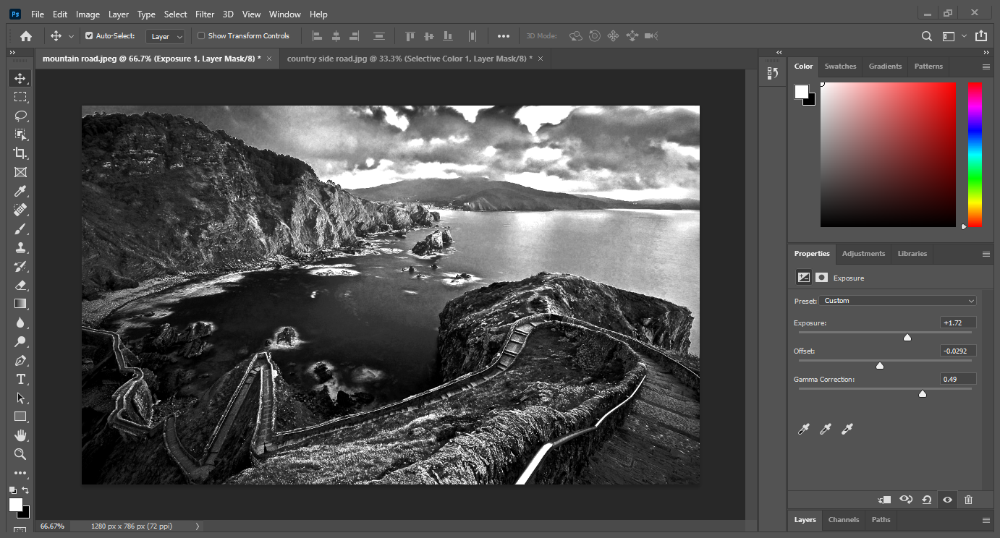 Ps File Edit Image Layer Type Select Filter 3D View Window Help
Auto-Select: Layer Show Transform Controls 3D Mode:
mountain road.jpeg @ 66.7% (Exposure 1, Layer Mask/8) * country side road.jpg @ 33.3% (Selective Color 1, Layer Mask/8) *
Color Swatches Gradients Patterns
Properties Adjustments Libraries
Exposure
Preset: Custom
Exposure: +1.72
Offset: -0.0292
Gamma Correction: 0.49
66.67% 1280 px x 786 px (72 ppi)
Layers Channels Paths